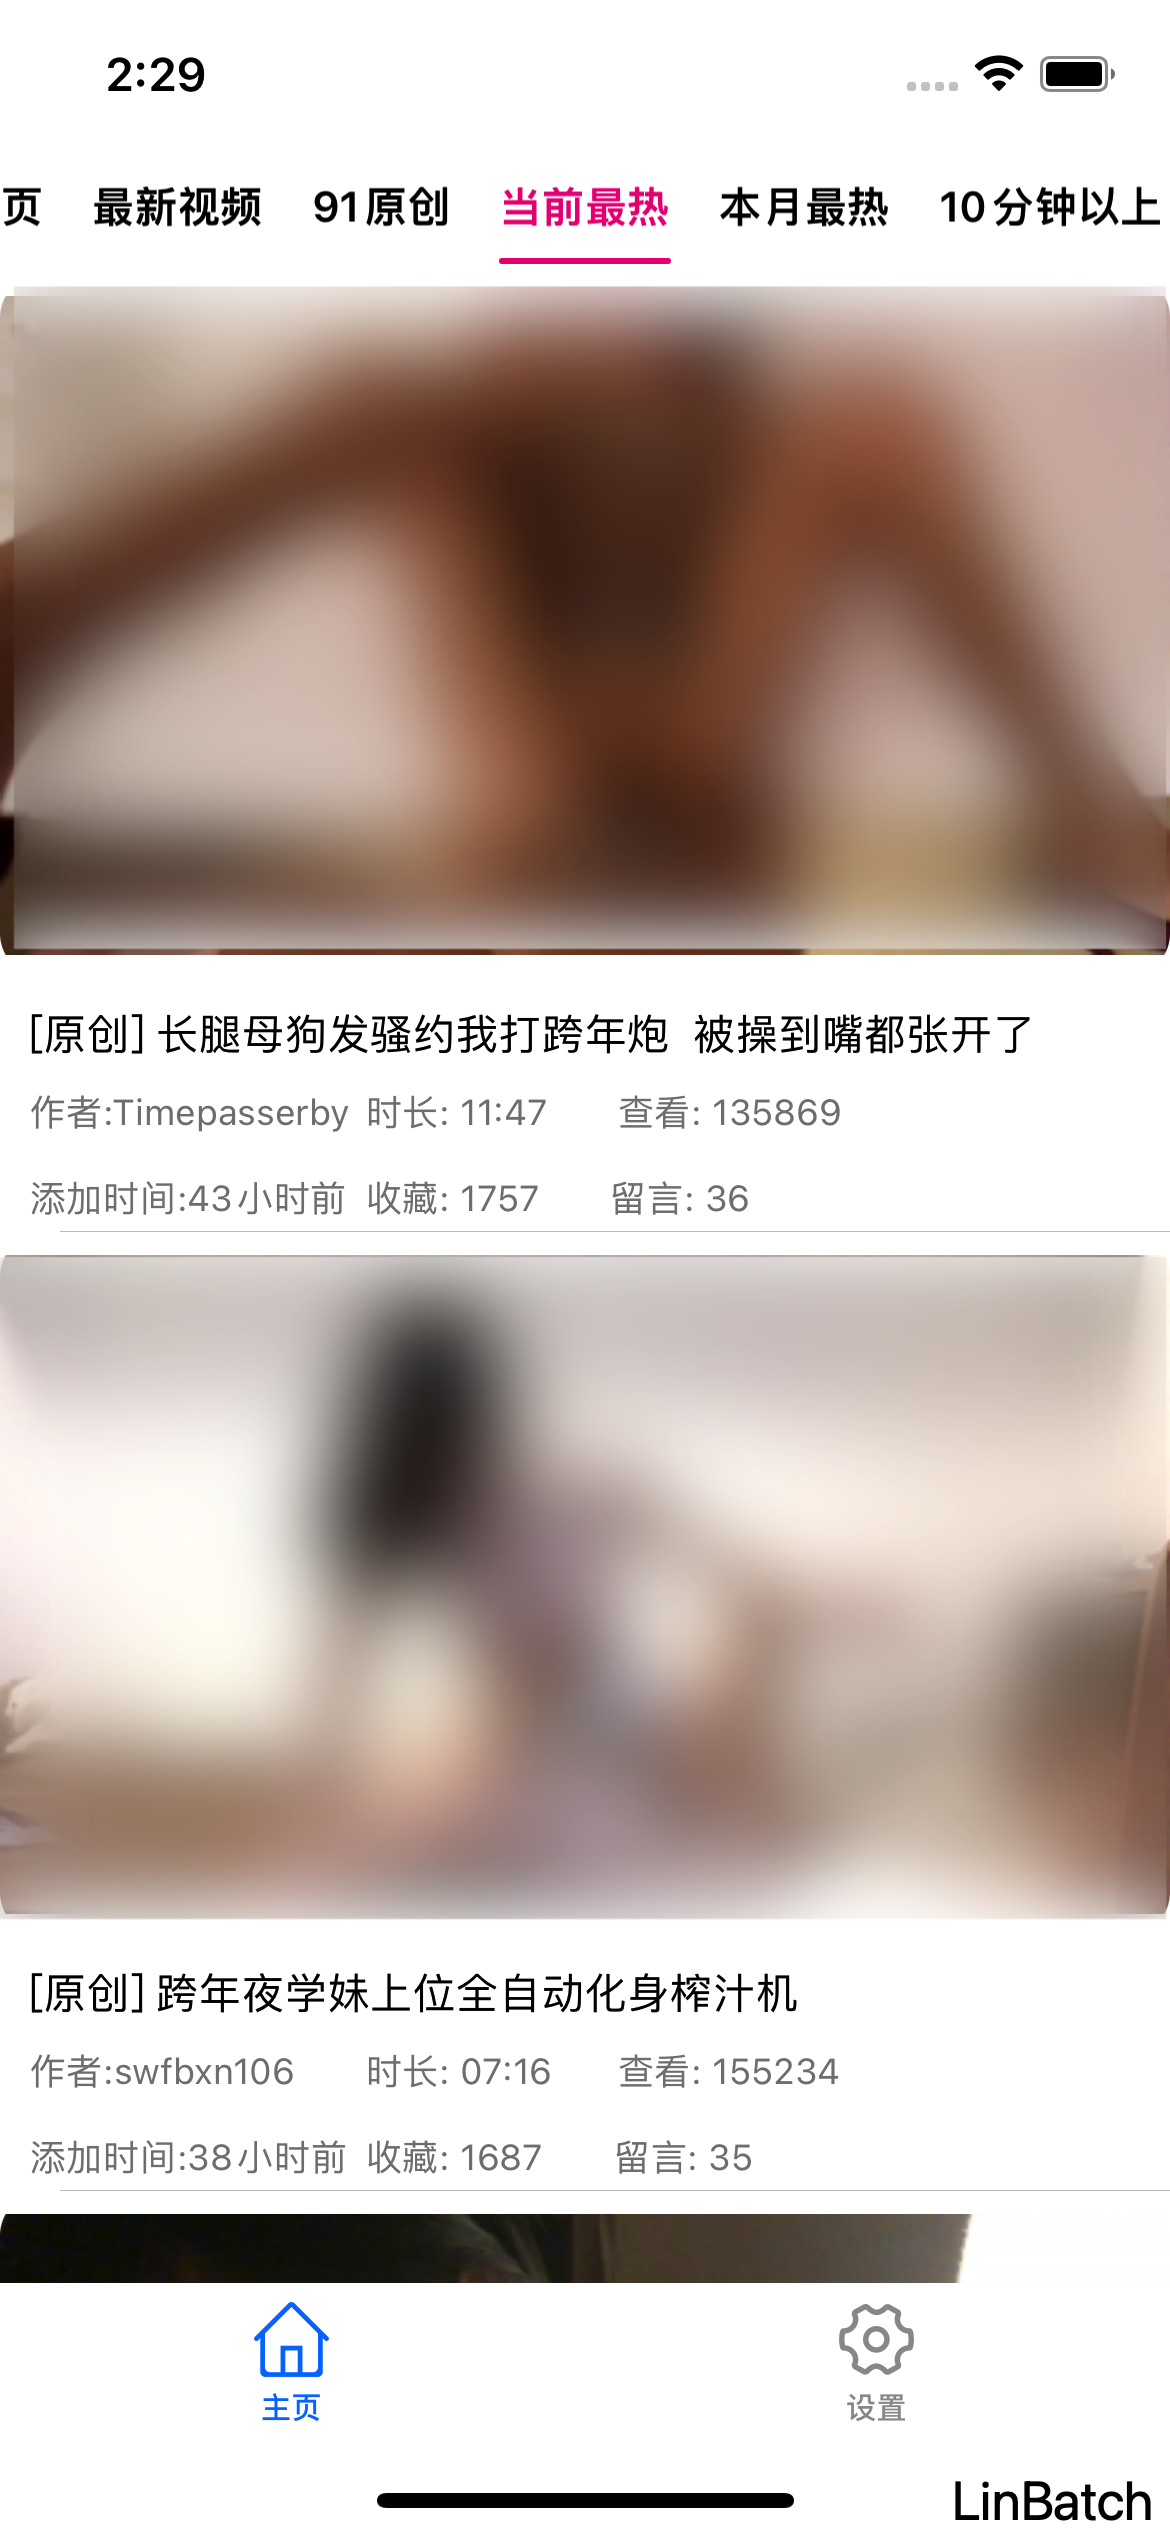 2:29
页 最新视频 91原创 当前最热 本月最热 10分钟以上
[原创] 长腿母狗发骚约我打跨年炮 被操到嘴都张开了
作者:Timepasserby 时长: 11:47 查看: 135869
添加时间:43小时前 收藏: 1757 留言: 36
[原创] 跨年夜学妹上位全自动化身榨汁机
作者:swfbxn106 时长: 07:16 查看: 155234
添加时间:38小时前 收藏: 1687 留言: 35
主页 设置
LinBatch